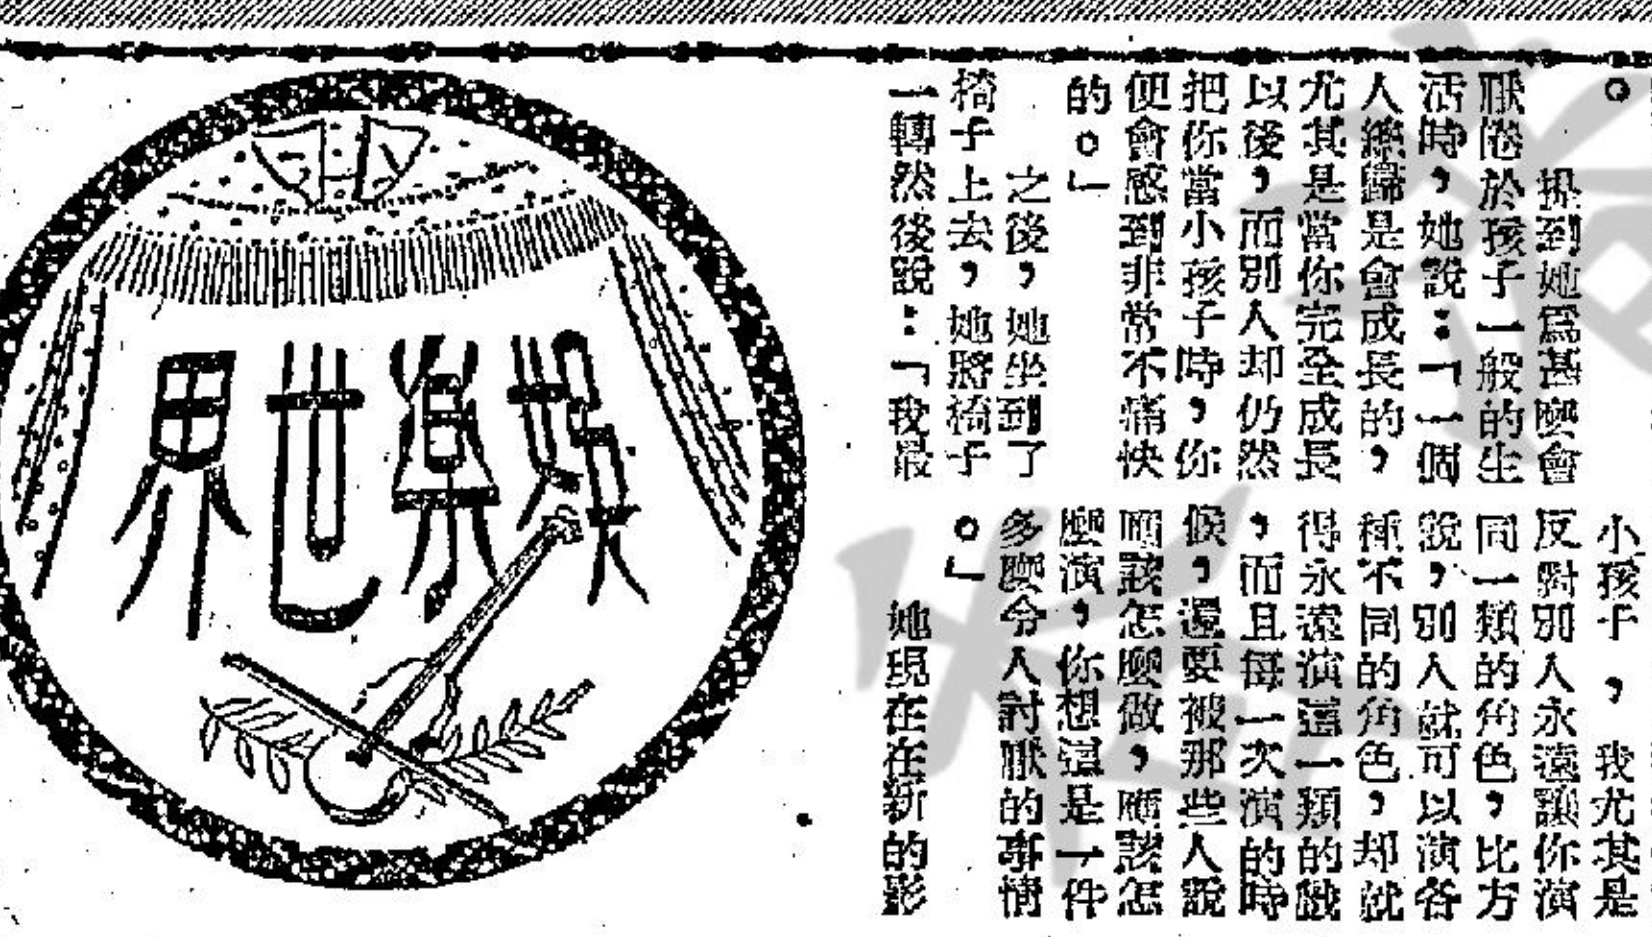 。
提到她爲甚麼會
厭倦於孩子一般的生
活時，她說：「一個
人總歸是會成長的，
尤其是當你完全成長
以後，而別人却仍然
把你當小孩子時，你
便會感到非常不痛快
的。」
之後，她坐到了
椅子上去，她將椅子
一轉然後說：「我最
小孩子，我尤其是
反對別人永遠讓你演
同一類的角色，比方
說，別人就可以演各
種不同的角色，却就
得永遠演這一類的戲
，而且每一次演的時
候，還要被那些人說
應該怎麼做，應該怎
麼演，你想這是一件
多麼令人討厭的事情
。」
她現在在新的影
娛樂世界